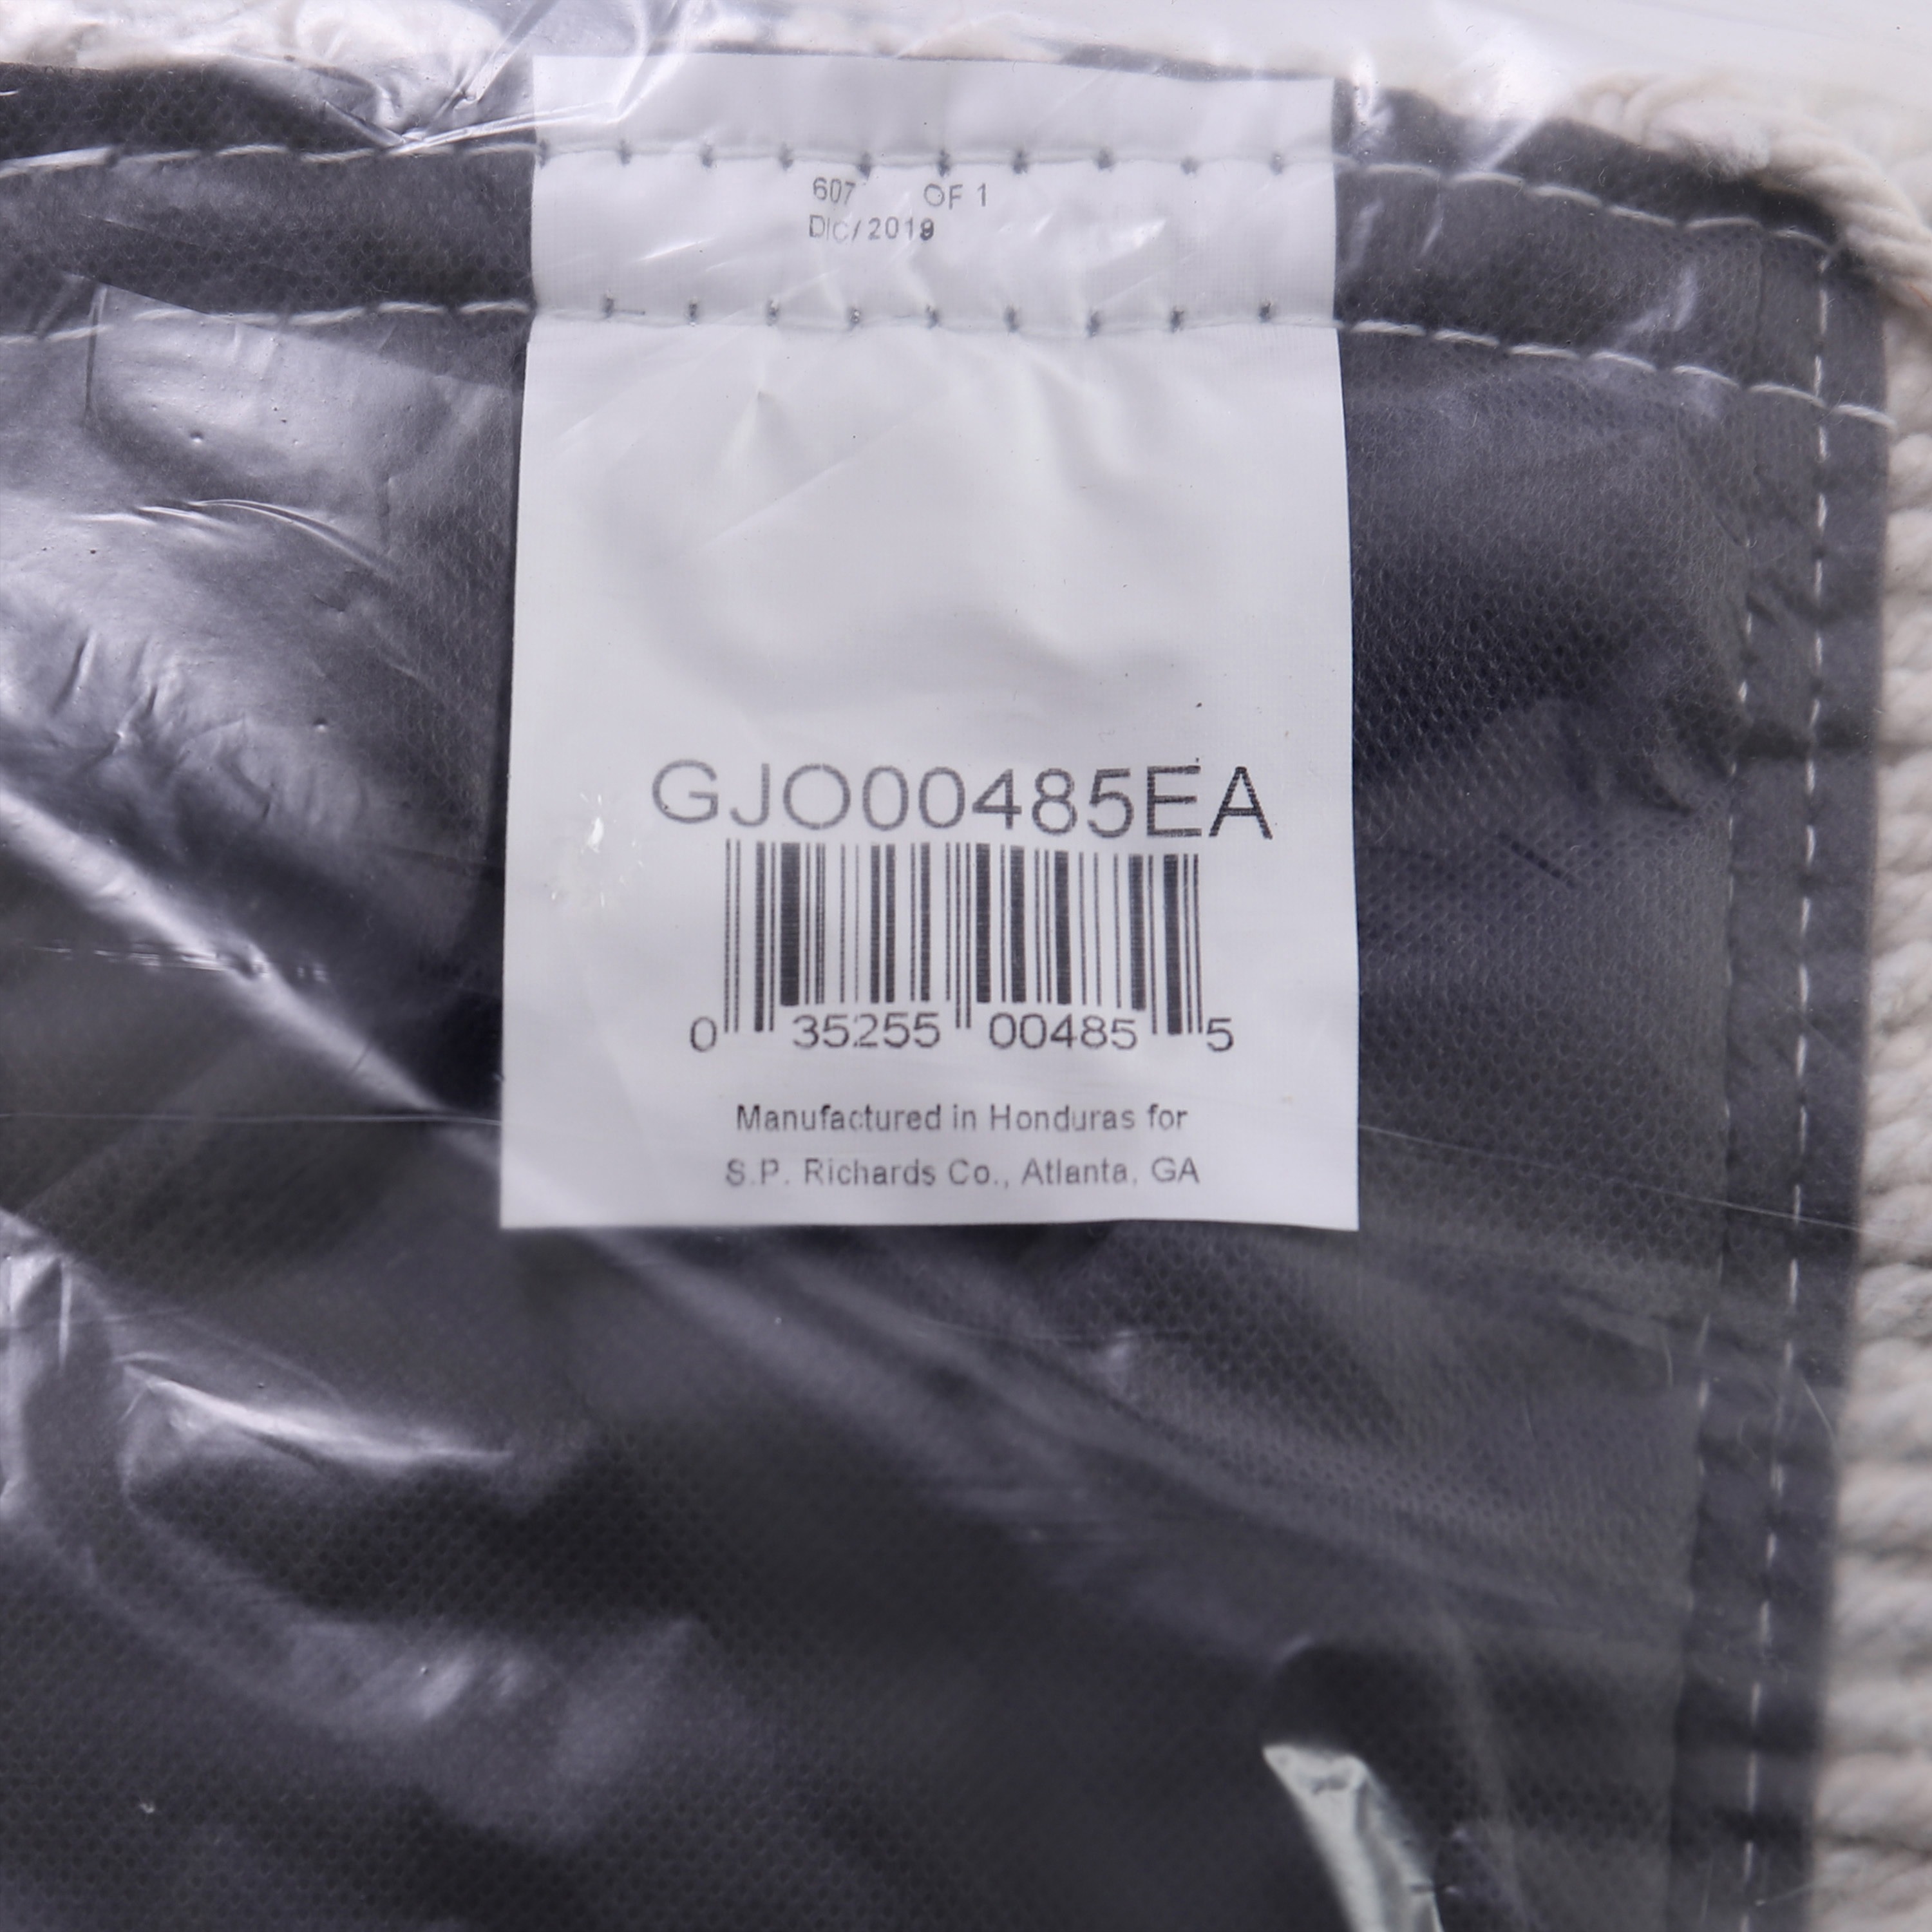 607 OF 1
DIC/2019
GJO00485EA
0 35255 00485 5
Manufactured in Honduras for
S.P. Richards Co., Atlanta, GA